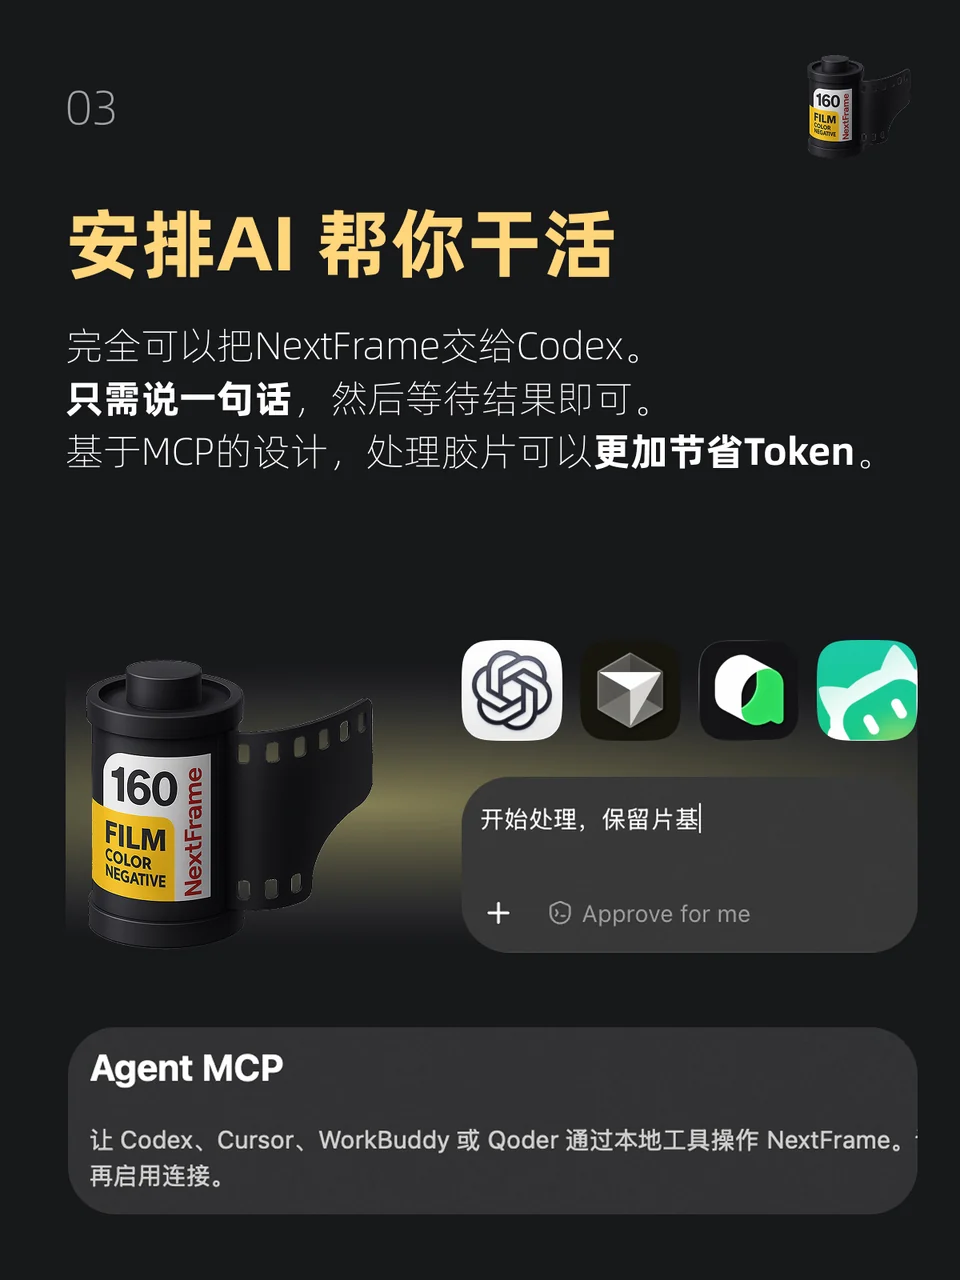 03
160
FILM
COLOR
NEGATIVE
NextFrame
安排AI 帮你干活
完全可以把NextFrame交给Codex。
只需说一句话，然后等待结果即可。
基于MCP的设计，处理胶片可以更加节省Token。
160
FILM
COLOR
NEGATIVE
NextFrame
开始处理，保留片基
+ Approve for me
Agent MCP
让 Codex、Cursor、WorkBuddy 或 Qoder 通过本地工具操作 NextFrame。
再启用连接。